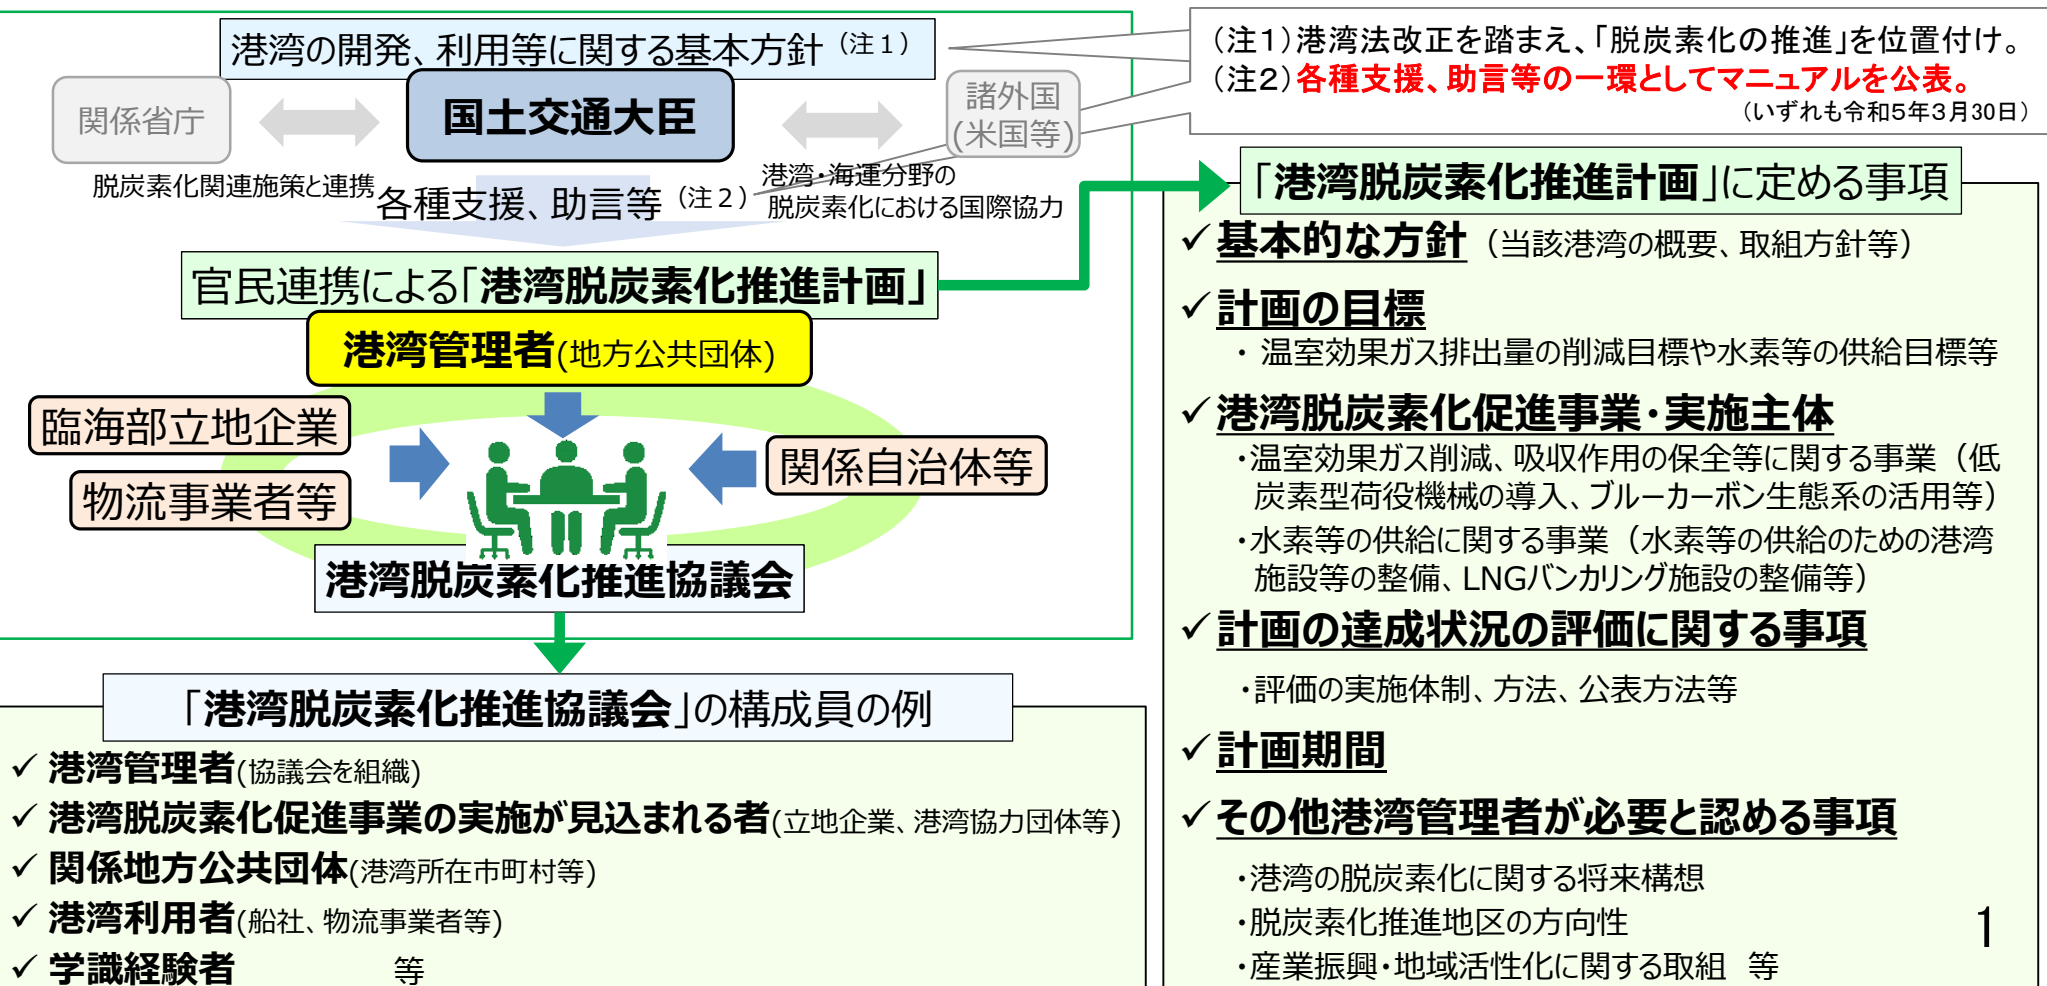 港湾の開発、利用等に関する基本方針（注１）
（注１）港湾法改正を踏まえ、「脱炭素化の推進」を位置付け。
（注２）各種支援、助言等の一環としてマニュアルを公表。
（いずれも令和５年３月30日）
関係省庁
国土交通大臣
諸外国
(米国等)
脱炭素化関連施策と連携
各種支援、助言等（注２）
港湾・海運分野の
脱炭素化における国際協力
官民連携による「港湾脱炭素化推進計画」
港湾管理者(地方公共団体)
臨海部立地企業
物流事業者等
関係自治体等
港湾脱炭素化推進協議会
「港湾脱炭素化推進協議会」の構成員の例
✓ 港湾管理者(協議会を組織)
✓ 港湾脱炭素化促進事業の実施が見込まれる者(立地企業、港湾協力団体等)
✓ 関係地方公共団体(港湾所在市町村等)
✓ 港湾利用者(船社、物流事業者等)
✓ 学識経験者　等
「港湾脱炭素化推進計画」に定める事項
✓ 基本的な方針（当該港湾の概要、取組方針等）
✓ 計画の目標
・ 温室効果ガス排出量の削減目標や水素等の供給目標等
✓ 港湾脱炭素化促進事業・実施主体
・温室効果ガス削減、吸収作用の保全等に関する事業（低
炭素型荷役機械の導入、ブルーカーボン生態系の活用等）
・水素等の供給に関する事業（水素等の供給のための港湾
施設等の整備、LNGバンカリング施設の整備等）
✓ 計画の達成状況の評価に関する事項
・評価の実施体制、方法、公表方法等
✓ 計画期間
✓ その他港湾管理者が必要と認める事項
・港湾の脱炭素化に関する将来構想
・脱炭素化推進地区の方向性
・産業振興・地域活性化に関する取組　等
1